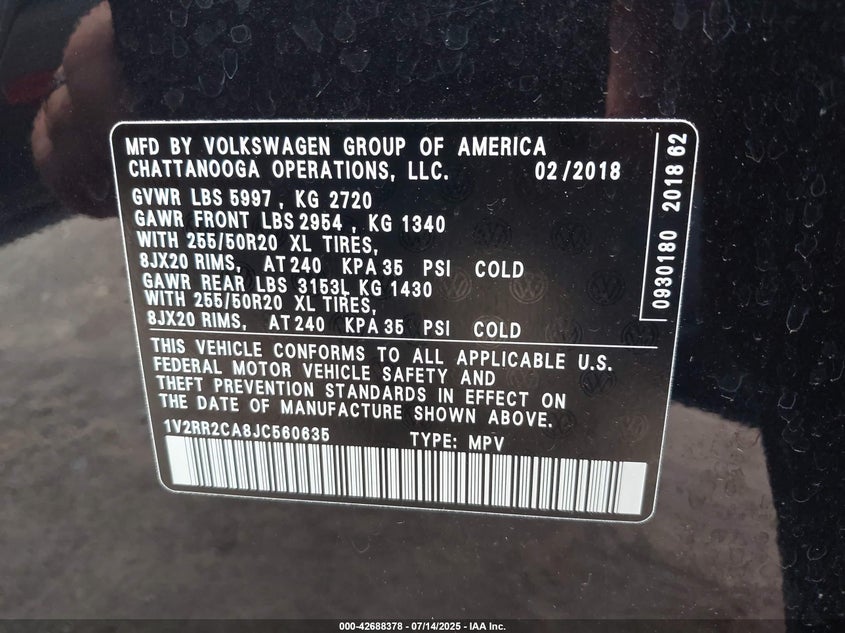 MFD BY VOLKSWAGEN GROUP OF AMERICA
CHATTANOOGA OPERATIONS, LLC. 02/2018
GVWR LBS 5997 , KG 2720
GAWR FRONT LBS 2954 , KG 1340
WITH 255/50R20 XL TIRES,
8JX20 RIMS, AT 240 KPA 35 PSI COLD
GAWR REAR LBS 3153L KG 1430
WITH 255/50R20 XL TIRES,
8JX20 RIMS, AT 240 KPA 35 PSI COLD
THIS VEHICLE CONFORMS TO ALL APPLICABLE U.S.
FEDERAL MOTOR VEHICLE SAFETY AND
THEFT PREVENTION STANDARDS IN EFFECT ON
THE DATE OF MANUFACTURE SHOWN ABOVE.
1V2RR2CA8JC560635 TYPE: MPV
0930180 2018 62
000-42688378 - 07/14/2025 - IAA Inc.